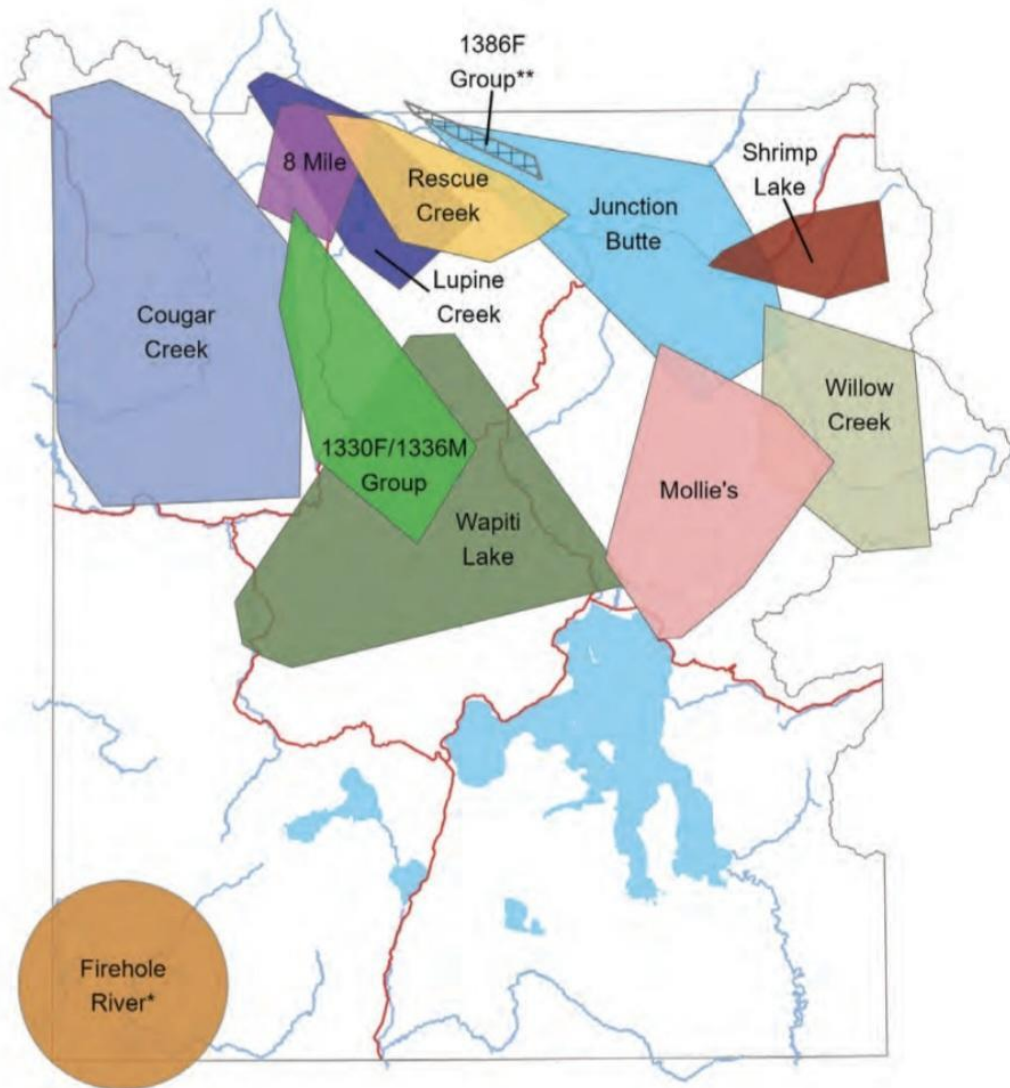 1386F
Group**
8 Mile
Rescue
Creek
Shrimp
Lake
Junction
Butte
Lupine
Creek
Cougar
Creek
Willow
Creek
1330F/1336M
Group
Mollie's
Wapiti
Lake
Firehole
River*